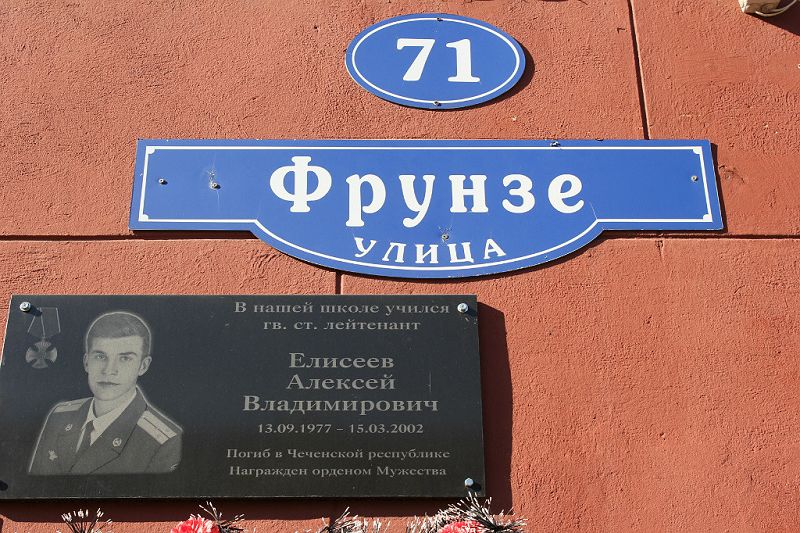 71
Фрунзе
УЛИЦА
В нашей школе учился
гв. ст. лейтенант
Елисеев
Алексей
Владимирович
13.09.1977 – 15.03.2002
Погиб в Чеченской республике
Награжден орденом Мужества